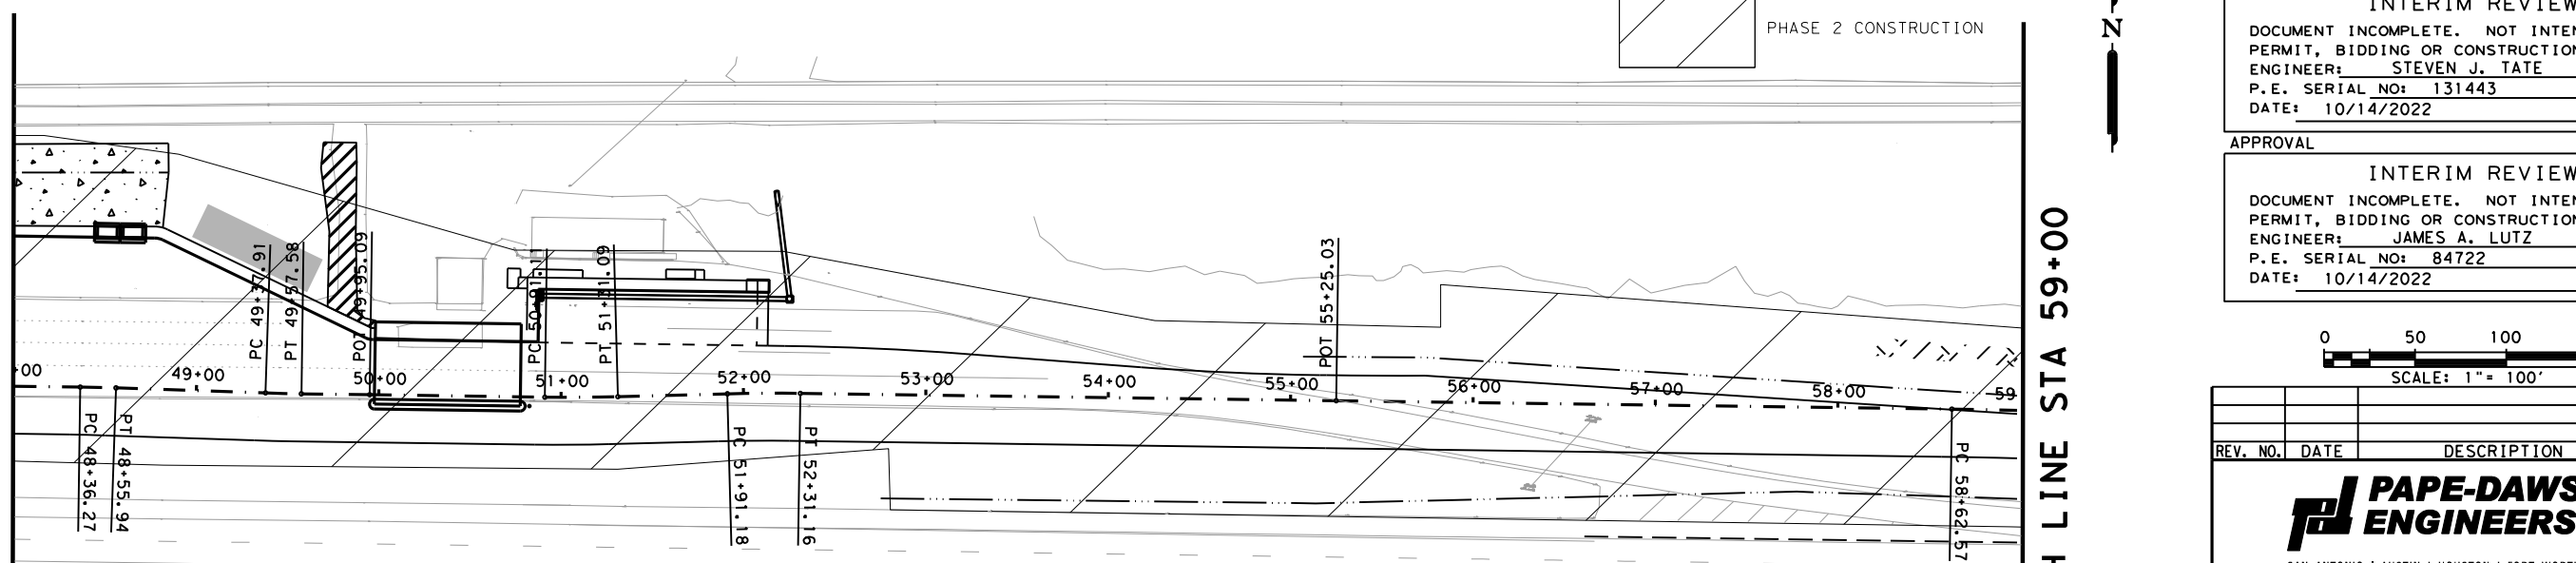 PHASE 2 CONSTRUCTION
N
INTERIM REVIEW
DOCUMENT INCOMPLETE. NOT INTEN
PERMIT, BIDDING OR CONSTRUCTION
ENGINEER: STEVEN J. TATE
P.E. SERIAL NO: 131443
DATE: 10/14/2022
APPROVAL
INTERIM REVIEW
DOCUMENT INCOMPLETE. NOT INTEN
PERMIT, BIDDING OR CONSTRUCTION
ENGINEER: JAMES A. LUTZ
P.E. SERIAL NO: 84722
DATE: 10/14/2022
0 50 100
SCALE: 1"= 100'
REV. NO. DATE DESCRIPTION
PAPE-DAWS
ENGINEERS
H LINE STA 59+00
PC 49+37.91
PT 49+57.58
POT 49+95.09
PC 50+91.11
PT 51+31.09
POT 55+25.03
+00 49+00 50+00 51+00 52+00 53+00 54+00 55+00 56+00 57+00 58+00 59
PC 48+36.27
PT 48+55.94
PC 51+91.18
PT 52+31.16
PC 58+62.57